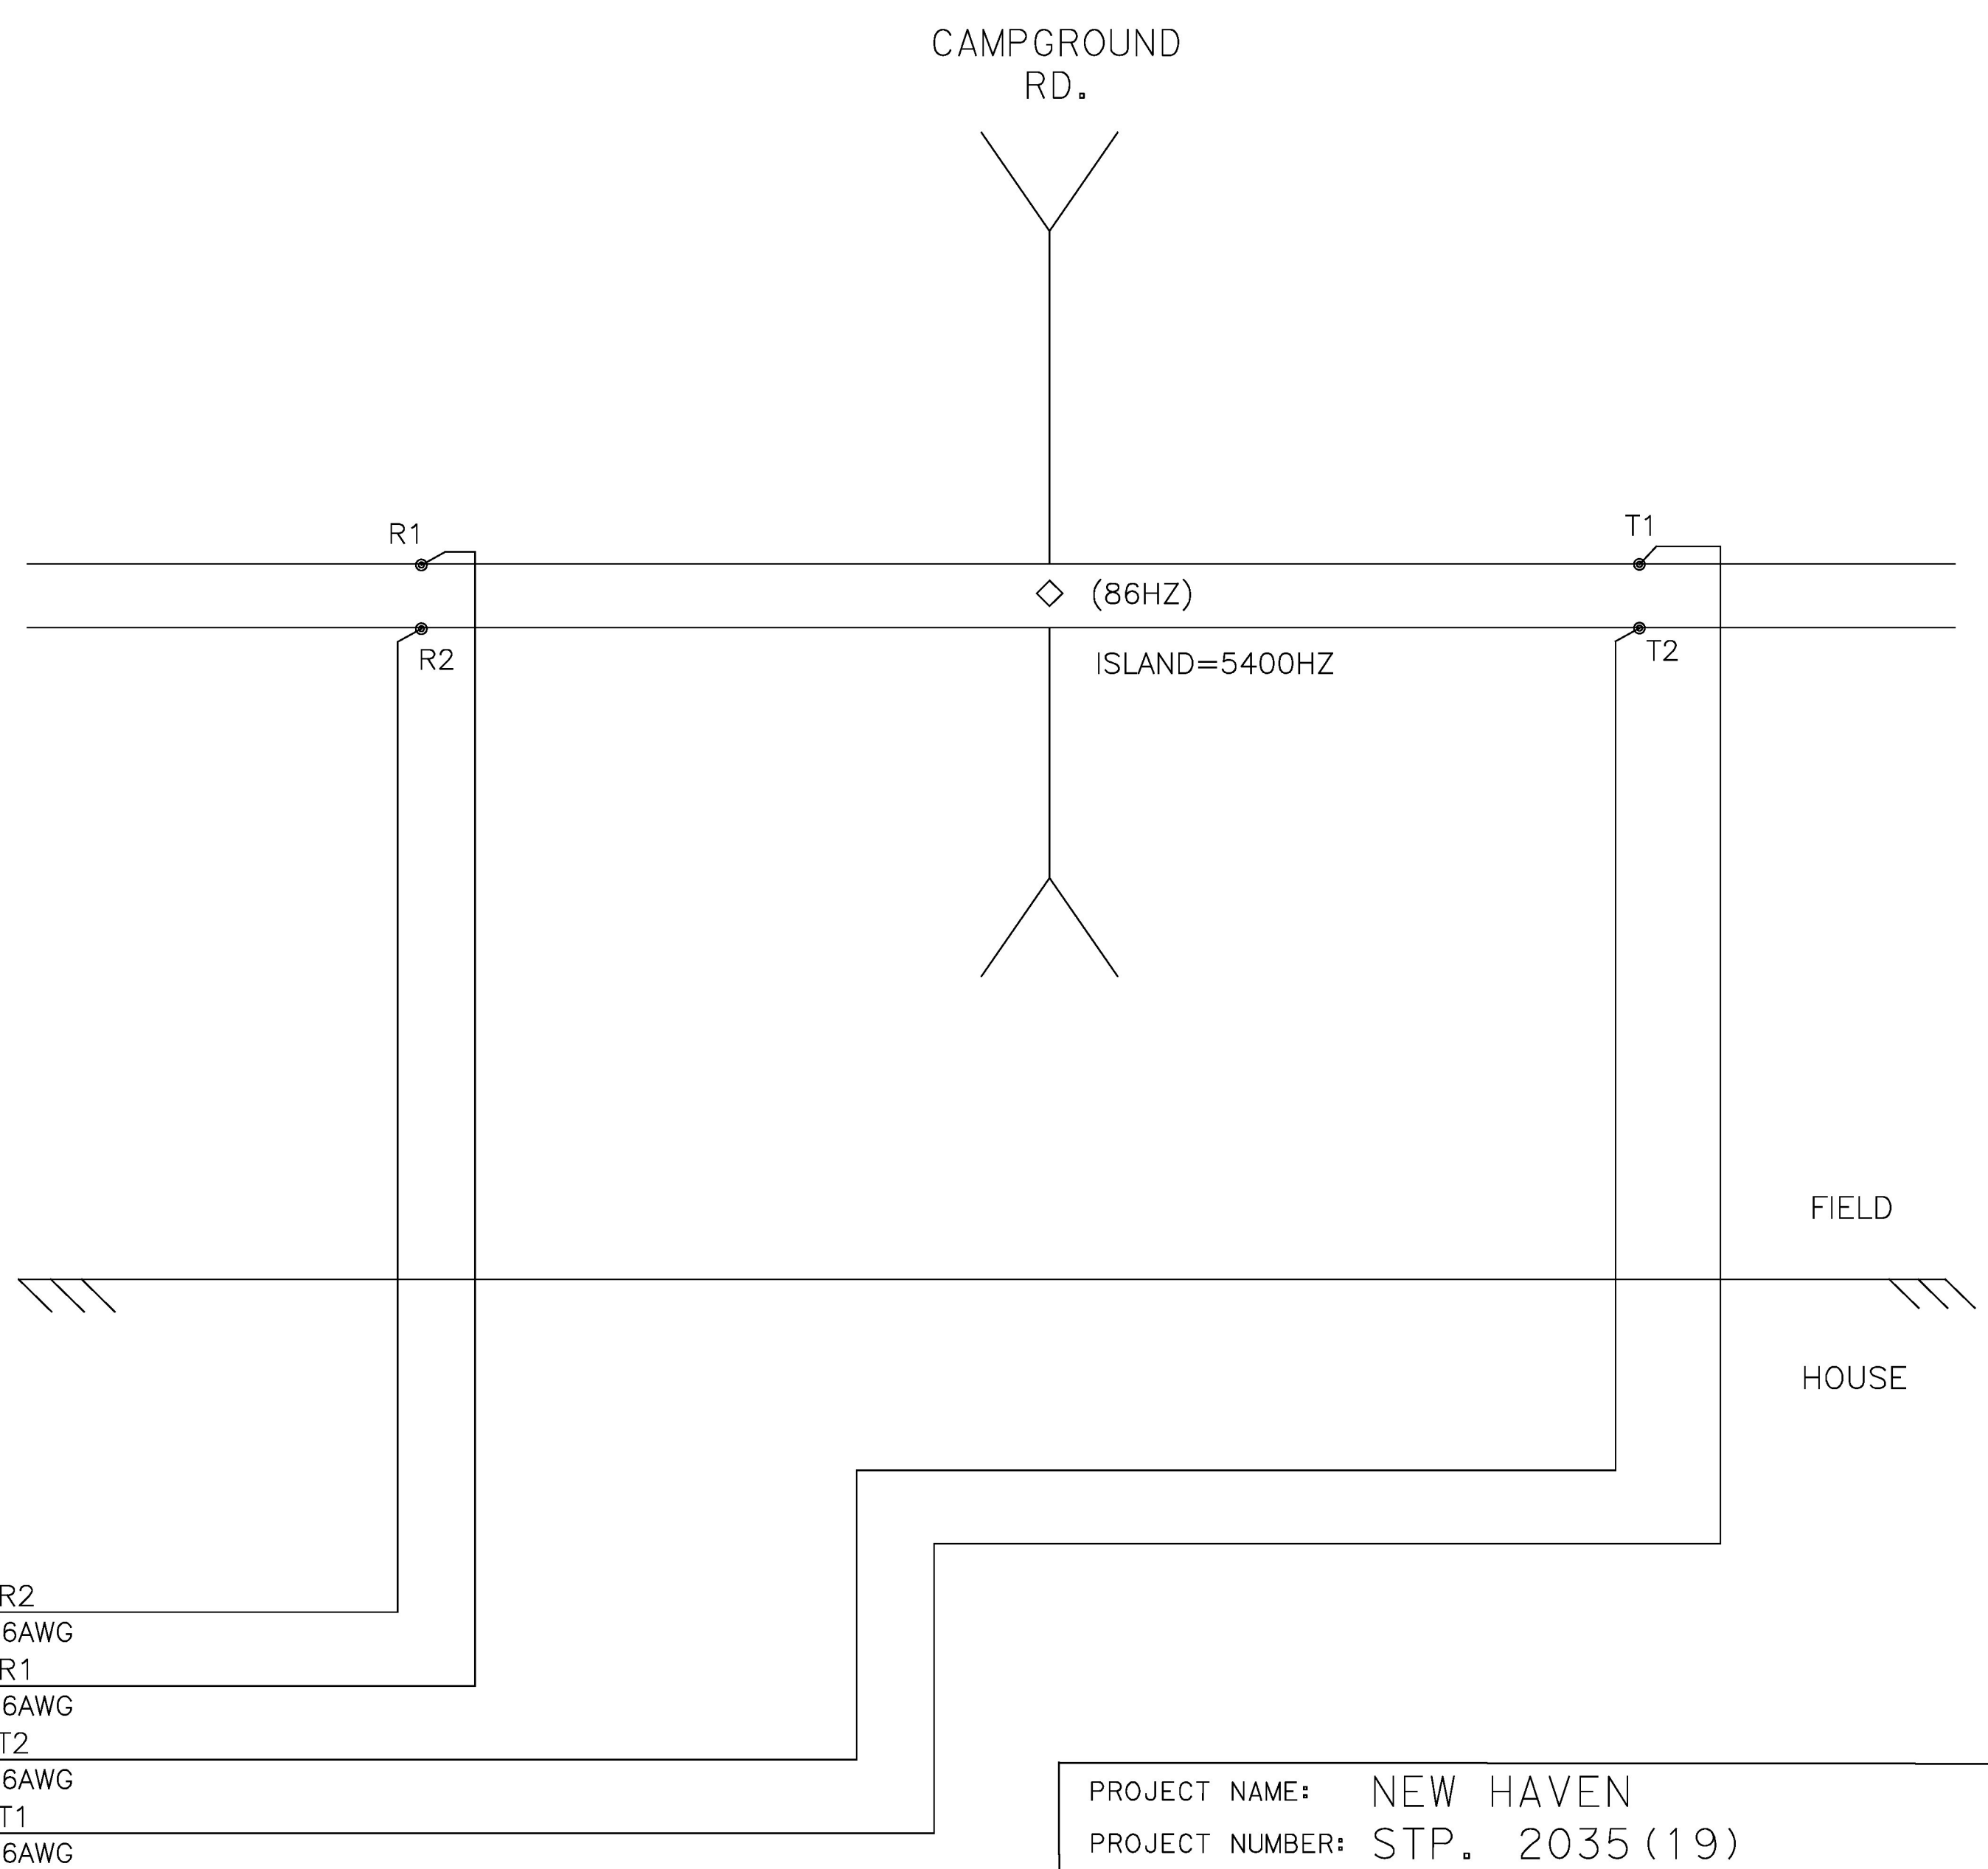 CAMPGROUND
RD.
R1
T1
(86HZ)
R2
T2
ISLAND=5400HZ
FIELD
HOUSE
R2
6AWG
R1
6AWG
T2
6AWG
T1
6AWG
PROJECT NAME: NEW HAVEN
PROJECT NUMBER: STP. 2035(19)